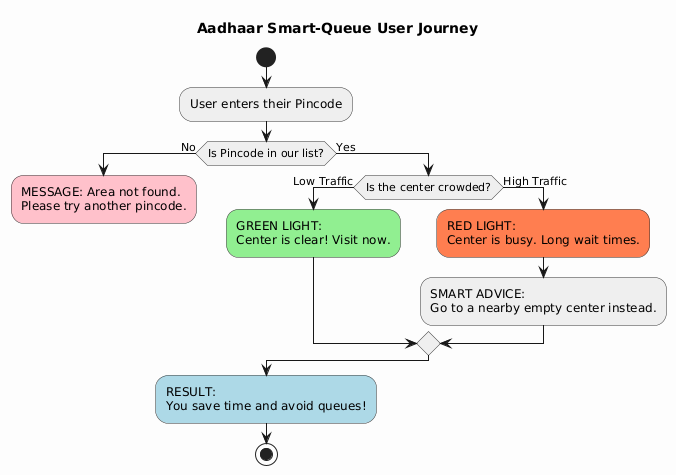 Aadhaar Smart-Queue User Journey
User enters their Pincode
No
Is Pincode in our list?
Yes
MESSAGE: Area not found.
Please try another pincode.
Low Traffic
Is the center crowded?
High Traffic
GREEN LIGHT:
Center is clear! Visit now.
RED LIGHT:
Center is busy. Long wait times.
SMART ADVICE:
Go to a nearby empty center instead.
RESULT:
You save time and avoid queues!